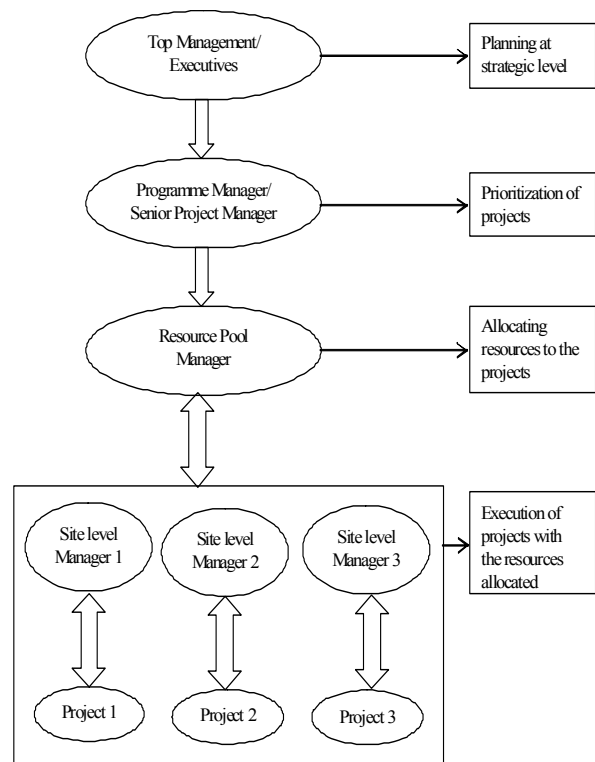 Top Management/
Executives
Planning at
strategic level
Programme Manager/
Senior Project Manager
Prioritization of
projects
Resource Pool
Manager
Allocating
resources to the
projects
Site level
Manager 1
Site level
Manager 2
Site level
Manager 3
Execution of
projects with
the resources
allocated
Project 1
Project 2
Project 3